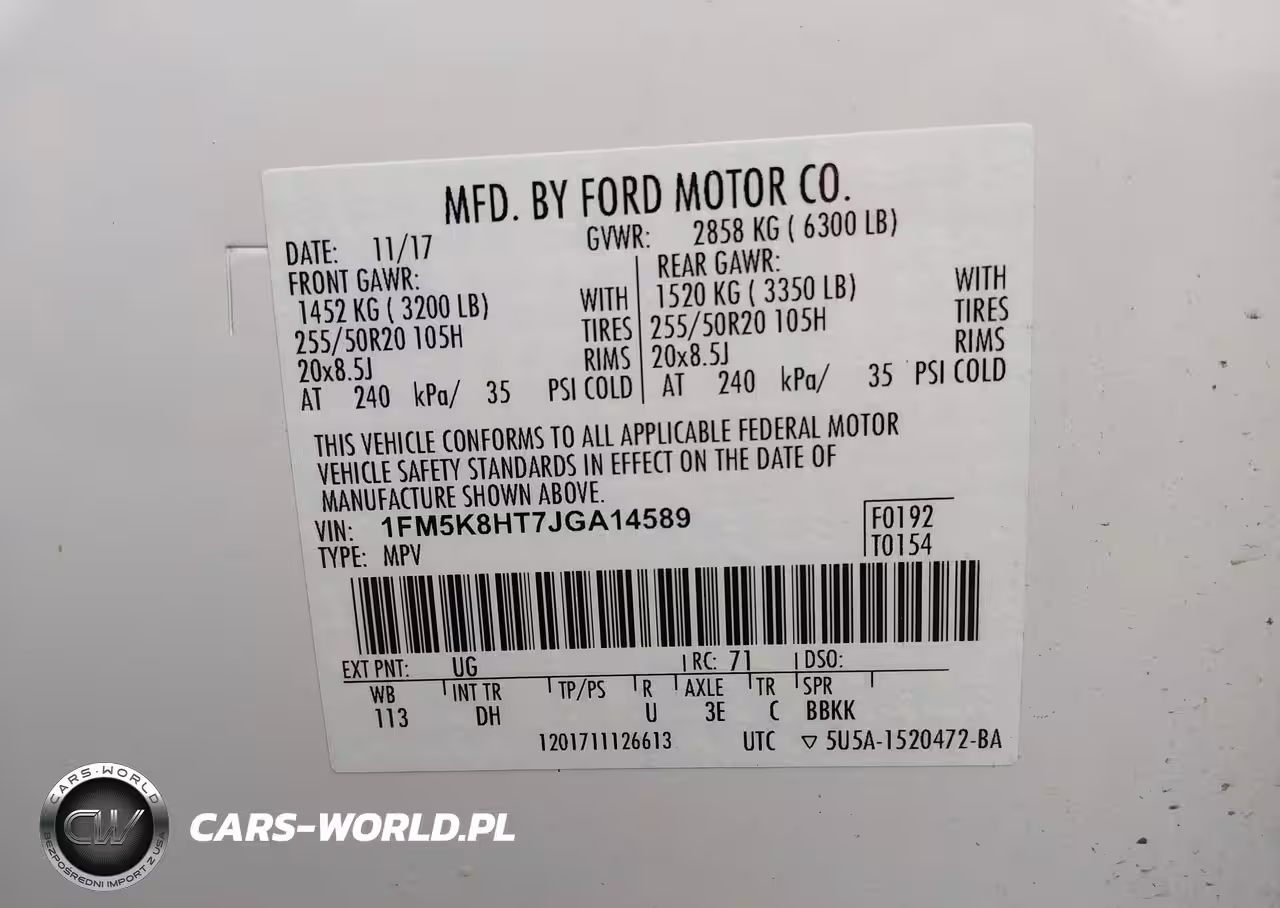 MFD. BY FORD MOTOR CO.
DATE: 11/17 GVWR: 2858 KG ( 6300 LB)
FRONT GAWR: REAR GAWR:
1452 KG ( 3200 LB) WITH 1520 KG ( 3350 LB) WITH
255/50R20 105H TIRES 255/50R20 105H TIRES
20x8.5J RIMS 20x8.5J RIMS
AT 240 kPa/ 35 PSI COLD AT 240 kPa/ 35 PSI COLD
THIS VEHICLE CONFORMS TO ALL APPLICABLE FEDERAL MOTOR
VEHICLE SAFETY STANDARDS IN EFFECT ON THE DATE OF
MANUFACTURE SHOWN ABOVE.
VIN: 1FM5K8HT7JGA14589 F0192
TYPE: MPV T0154
EXT PNT: UG RC: 71 DSO:
WB INT TR TP/PS R AXLE TR SPR
113 DH U 3E C BBKK
1201711126613 UTC ▽ 5U5A-1520472-BA
CARS-WORLD
CW
BEZPOŚREDNI IMPORT Z USA
CARS-WORLD.PL